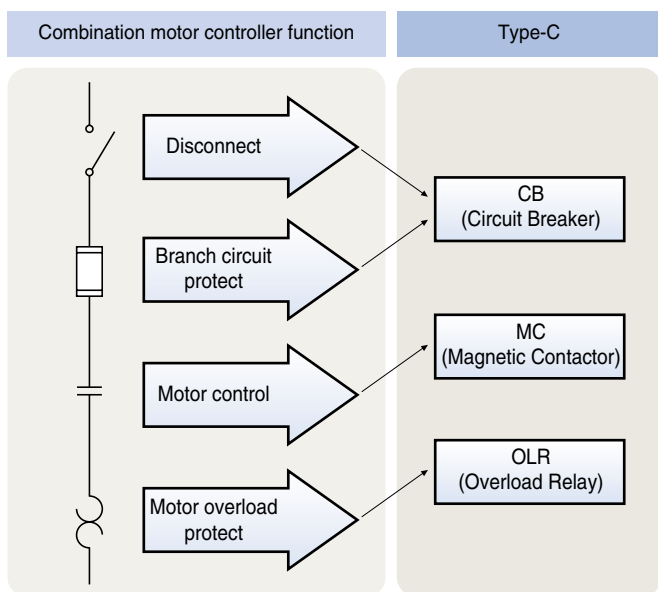 Combination motor controller function
Type-C
Disconnect
Branch circuit
protect
Motor control
Motor overload
protect
CB
(Circuit Breaker)
MC
(Magnetic Contactor)
OLR
(Overload Relay)